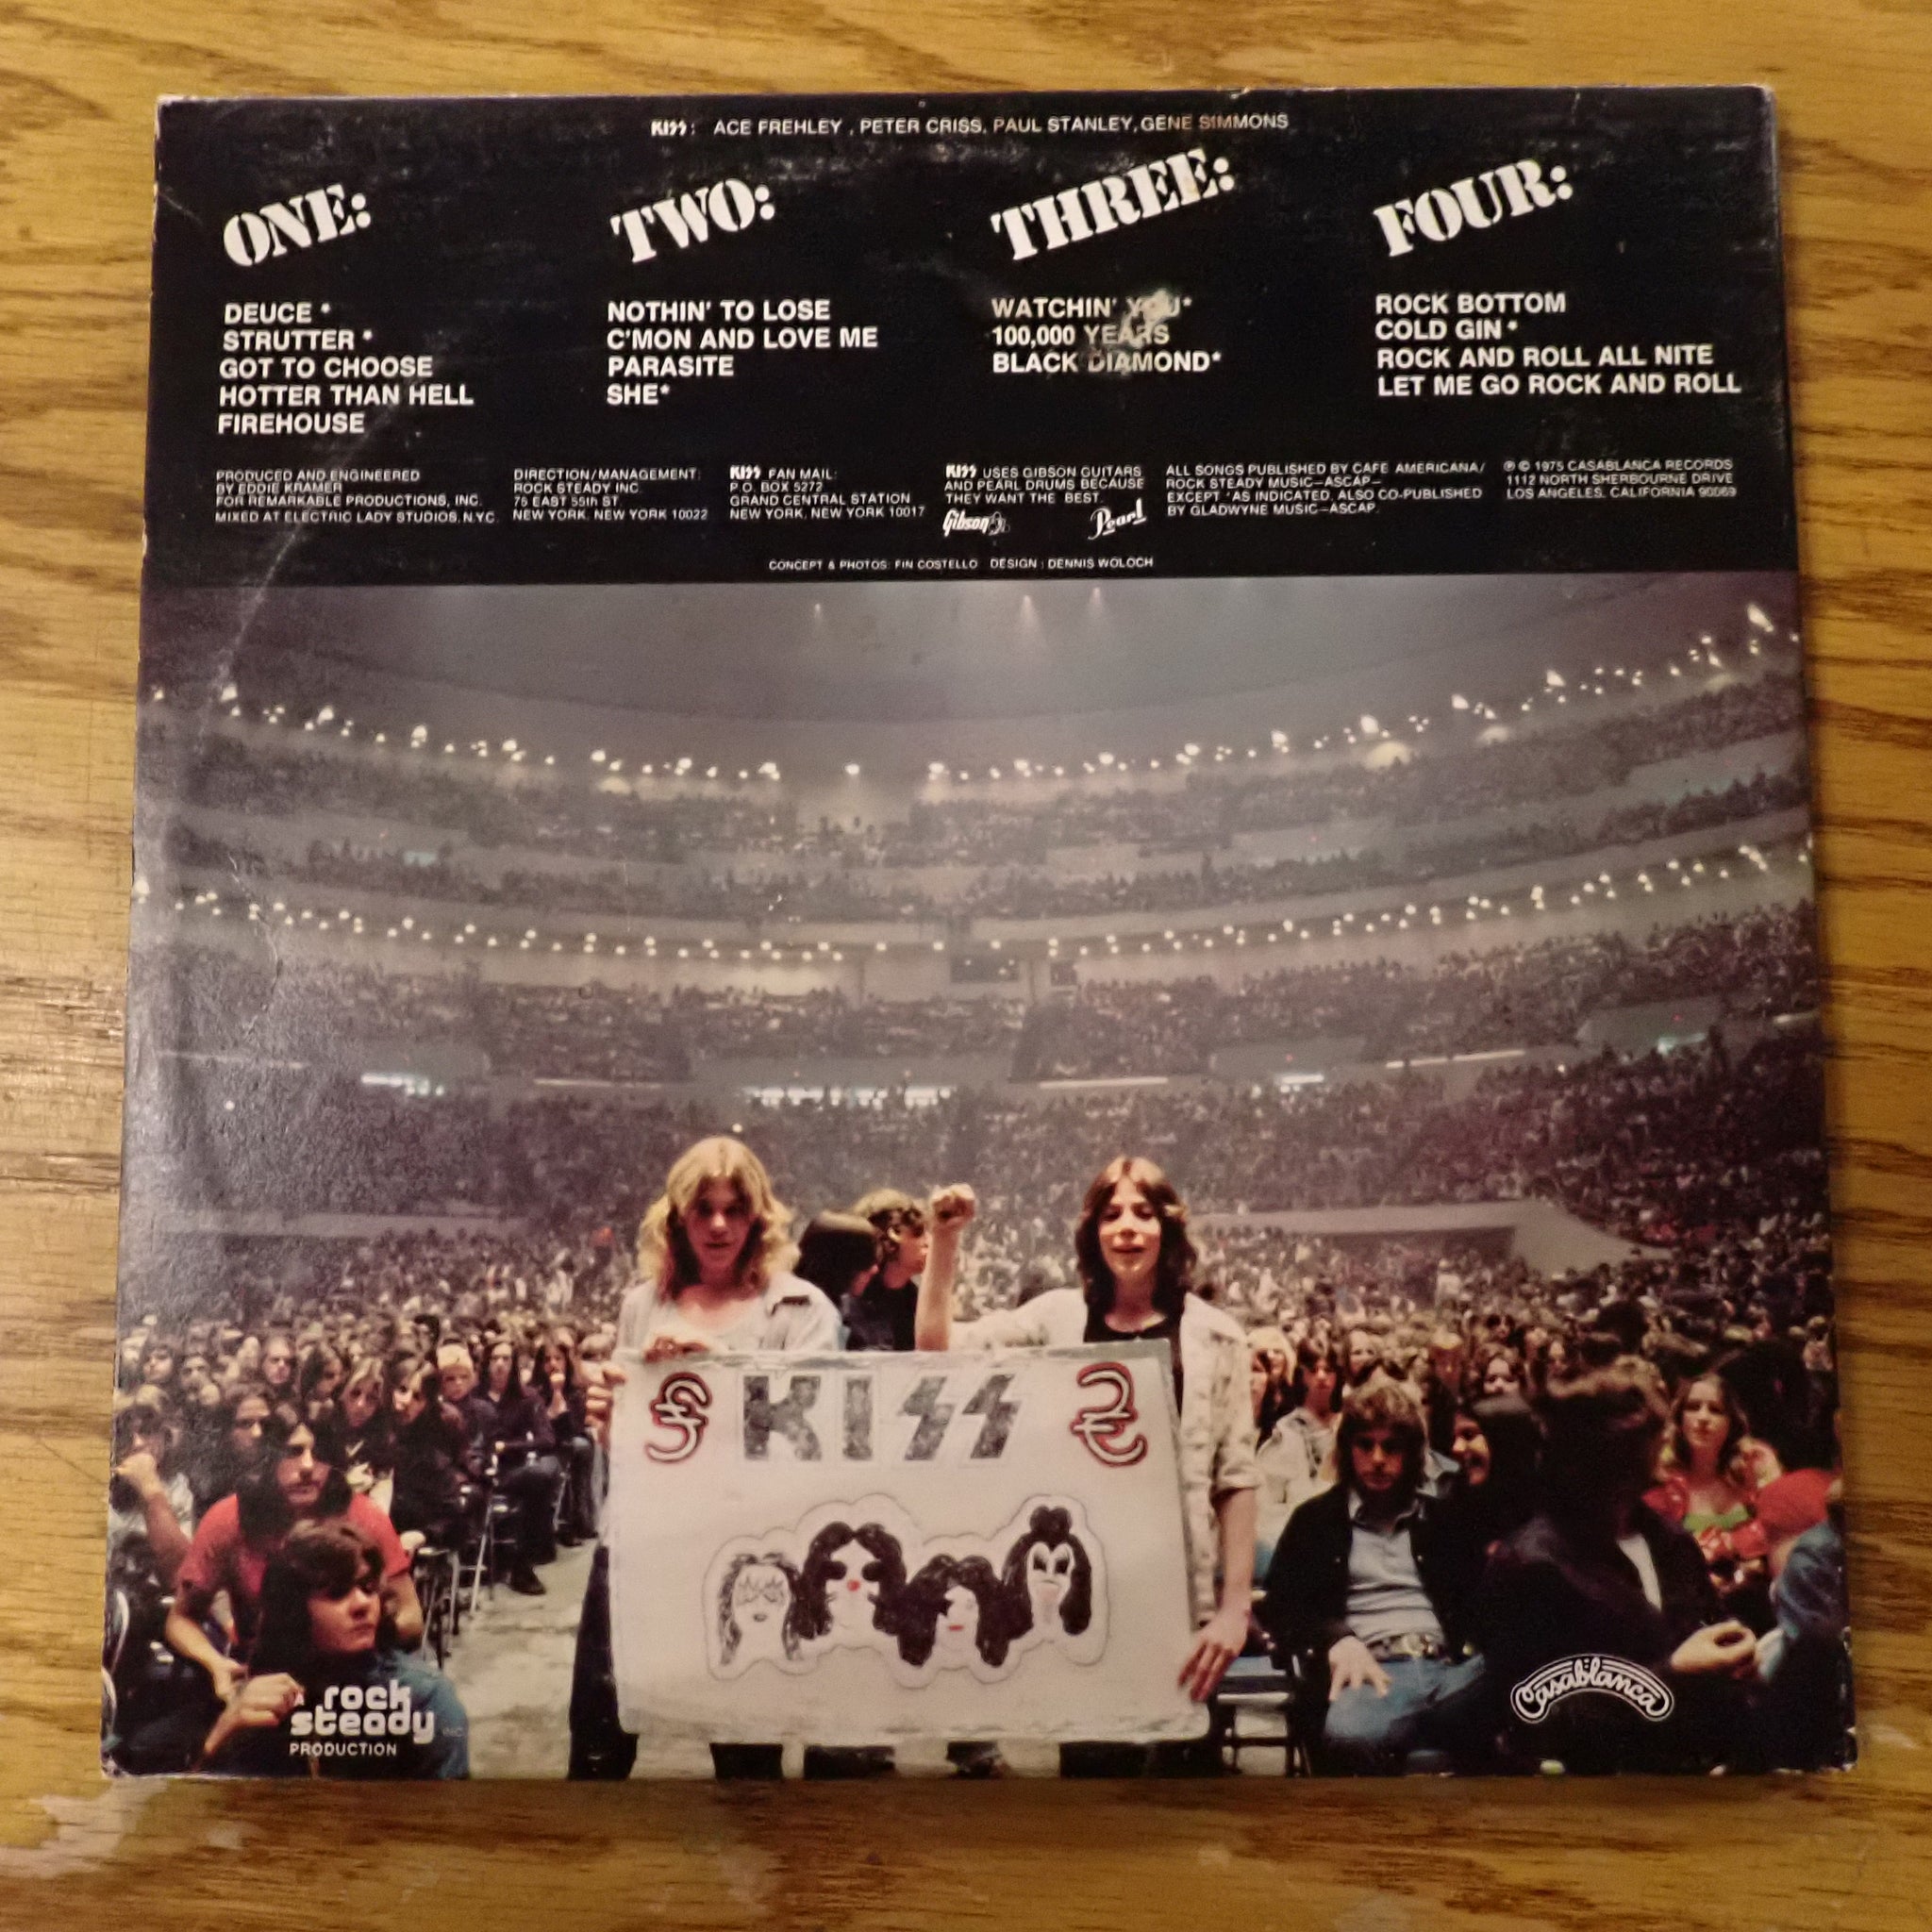 KISS: ACE FREHLEY, PETER CRISS, PAUL STANLEY, GENE SIMMONS
ONE:
DEUCE *
STRUTTER *
GOT TO CHOOSE
HOTTER THAN HELL
FIREHOUSE
TWO:
NOTHIN' TO LOSE
C'MON AND LOVE ME
PARASITE
SHE*
THREE:
WATCHIN' YOU*
100,000 YEARS
BLACK DIAMOND*
FOUR:
ROCK BOTTOM
COLD GIN *
ROCK AND ROLL ALL NITE
LET ME GO ROCK AND ROLL
PRODUCED AND ENGINEERED
BY EDDIE KRAMER
FOR REMARKABLE PRODUCTIONS, INC.
MIXED AT ELECTRIC LADY STUDIOS, N.Y.C.
DIRECTION/MANAGEMENT:
ROCK STEADY INC.
75 EAST 55th ST.
NEW YORK, NEW YORK 10022
KISS FAN MAIL:
P.O. BOX 5272
GRAND CENTRAL STATION
NEW YORK, NEW YORK 10017
KISS USES GIBSON GUITARS
AND PEARL DRUMS BECAUSE
THEY WANT THE BEST.
Gibson
Pearl
ALL SONGS PUBLISHED BY CAFE AMERICANA/
ROCK STEADY MUSIC—ASCAP—
EXCEPT *AS INDICATED, ALSO CO-PUBLISHED
BY GLADWYNE MUSIC—ASCAP.
℗ © 1975 CASABLANCA RECORDS
1112 NORTH SHERBOURNE DRIVE
LOS ANGELES, CALIFORNIA 90069
CONCEPT & PHOTOS: FIN COSTELLO DESIGN: DENNIS WOLOCH
KISS
A rock
steady INC.
PRODUCTION
Casablanca